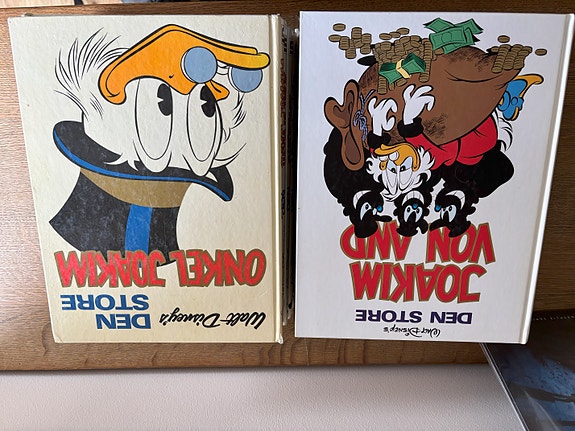 Walt Disney's
DEN
STORE
ONKEL JOAKIM
WALT DISNEY'S
DEN STORE
JOAKIM
VON AND